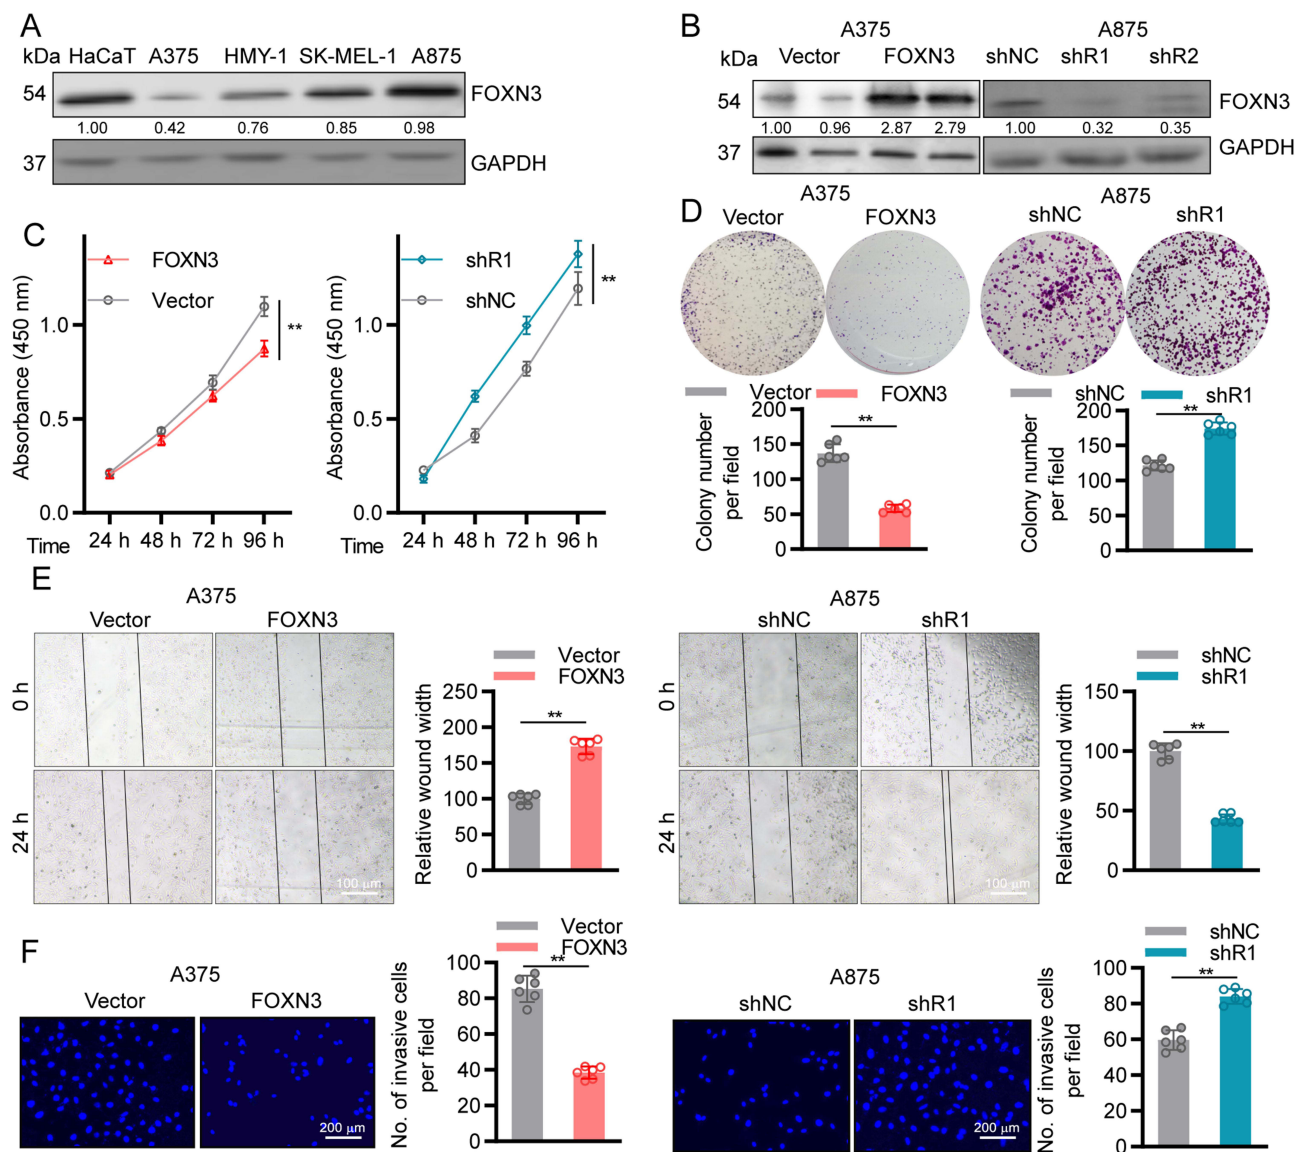 A
kDa HaCaT A375 HMY-1 SK-MEL-1 A875
54 FOXN3
1.00 0.42 0.76 0.85 0.98
37 GAPDH
B
A375 A875
kDa Vector FOXN3 shNC shR1 shR2
54 FOXN3
1.00 0.96 2.87 2.79 1.00 0.32 0.35
37 GAPDH
C
Absorbance (450 nm)
FOXN3
Vector
**
1.0
0.5
0.0
Time 24 h 48 h 72 h 96 h
Absorbance (450 nm)
shR1
shNC
**
1.0
0.5
0.0
Time 24 h 48 h 72 h 96 h
D
A375 A875
Vector FOXN3 shNC shR1
Vector FOXN3
Colony number per field
200
150
100
50
0
**
shNC shR1
Colony number per field
200
150
100
50
0
**
E
A375
Vector FOXN3
0 h
24 h
100 μm
Vector
FOXN3
Relative wound width
250
200
150
100
50
0
**
A875
shNC shR1
0 h
24 h
100 μm
shNC
shR1
Relative wound width
150
100
50
0
**
F
A375
Vector FOXN3
200 μm
Vector
FOXN3
No. of invasive cells
per field
100
80
60
40
20
0
**
A875
shNC shR1
200 μm
shNC
shR1
No. of invasive cells
per field
100
80
60
40
20
0
**